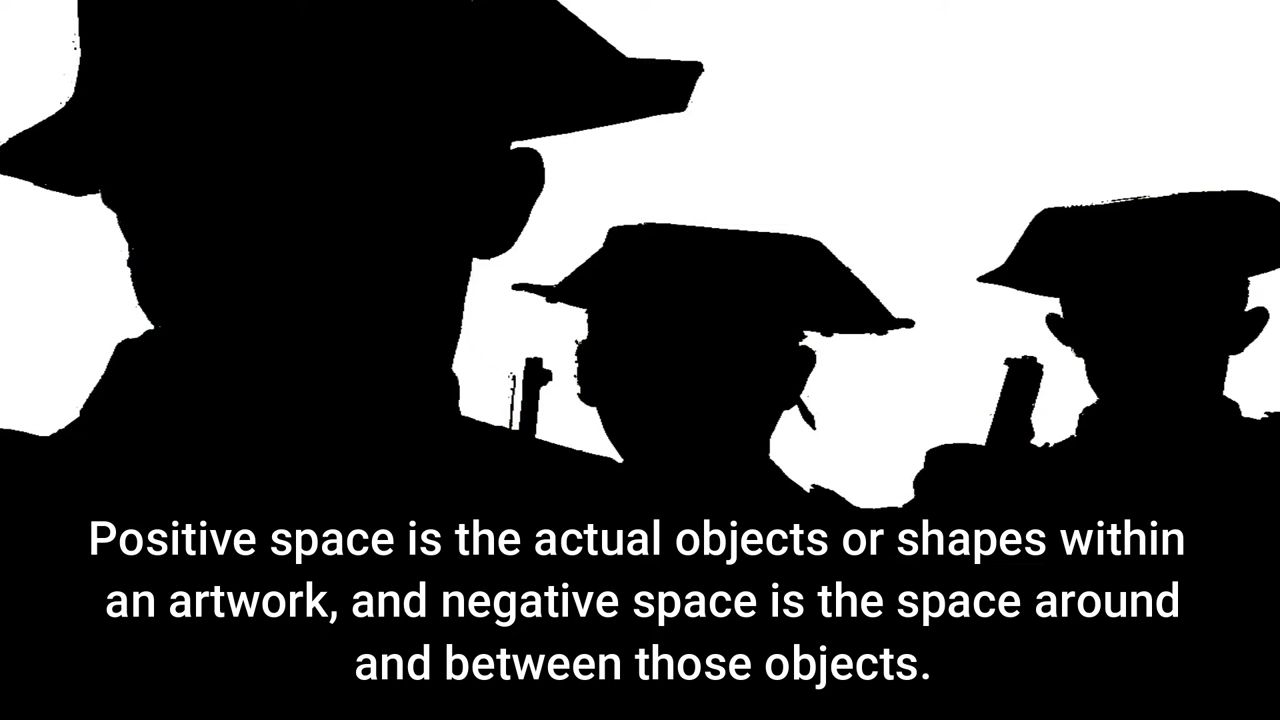 Positive space is the actual objects or shapes within
an artwork, and negative space is the space around
and between those objects.